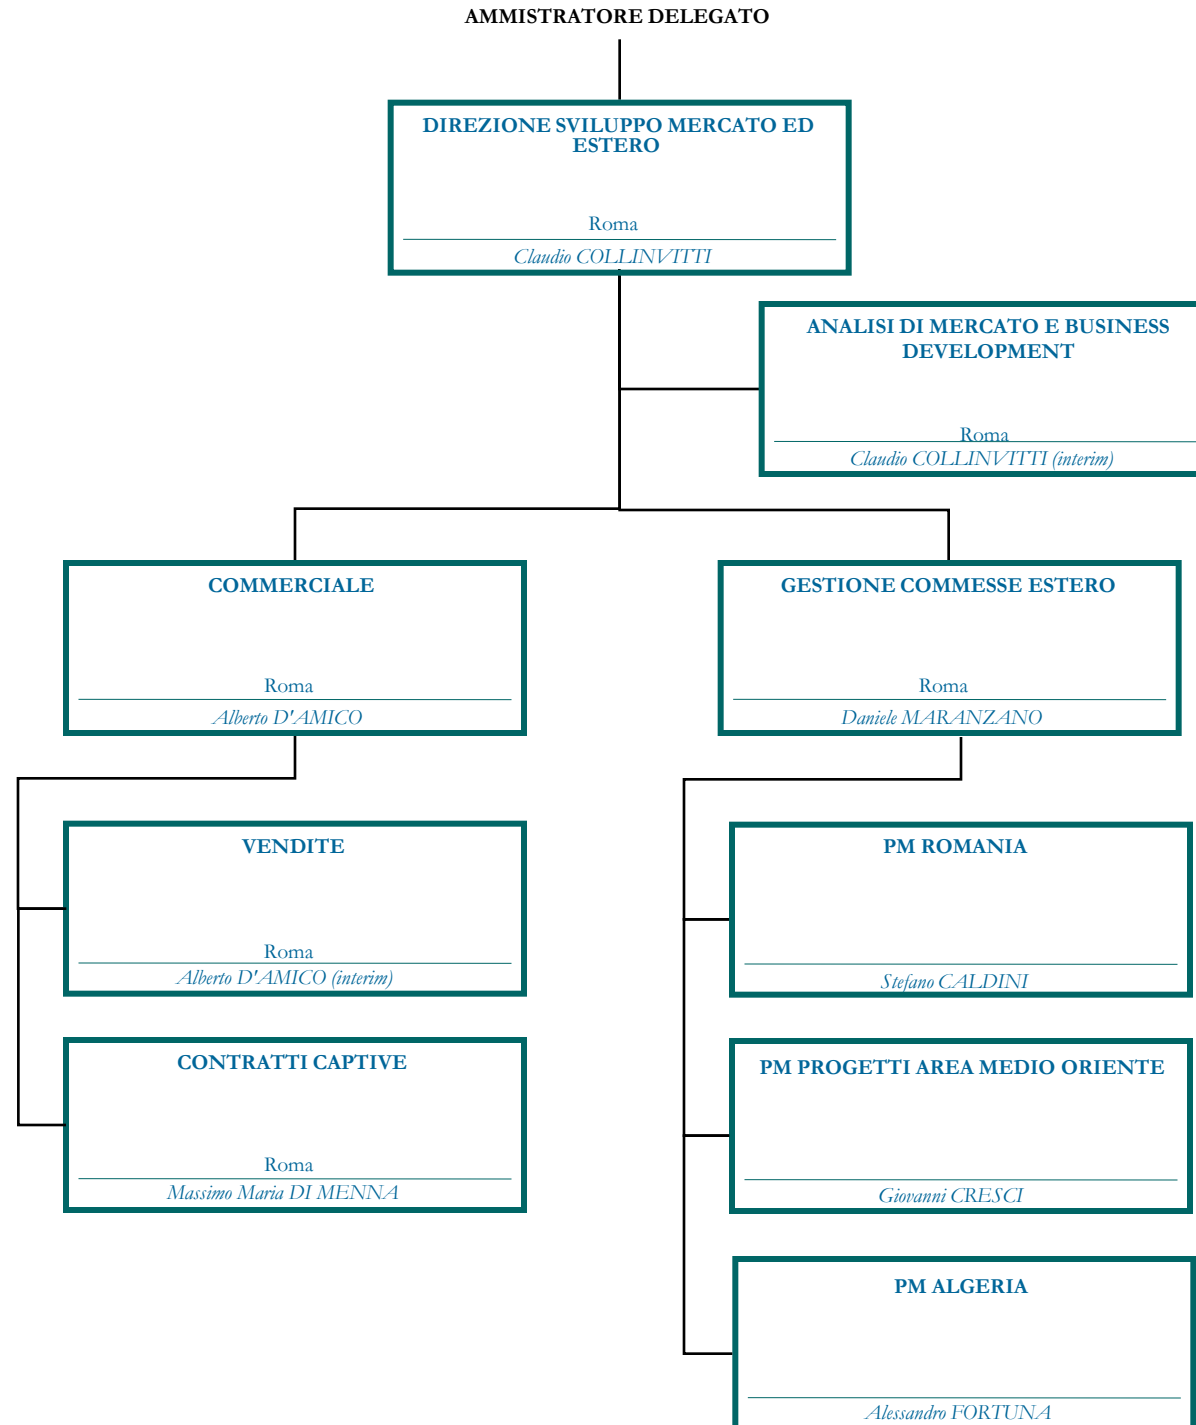 AMMISTRATORE DELEGATO
DIREZIONE SVILUPPO MERCATO ED
ESTERO
Roma
Claudio COLLINVITTI
ANALISI DI MERCATO E BUSINESS
DEVELOPMENT
Roma
Claudio COLLINVITTI (interim)
COMMERCIALE
Roma
Alberto D'AMICO
GESTIONE COMMESSE ESTERO
Roma
Daniele MARANZANO
VENDITE
Roma
Alberto D'AMICO (interim)
PM ROMANIA
Stefano CALDINI
CONTRATTI CAPTIVE
Roma
Massimo Maria DI MENNA
PM PROGETTI AREA MEDIO ORIENTE
Giovanni CRESCI
PM ALGERIA
Alessandro FORTUNA